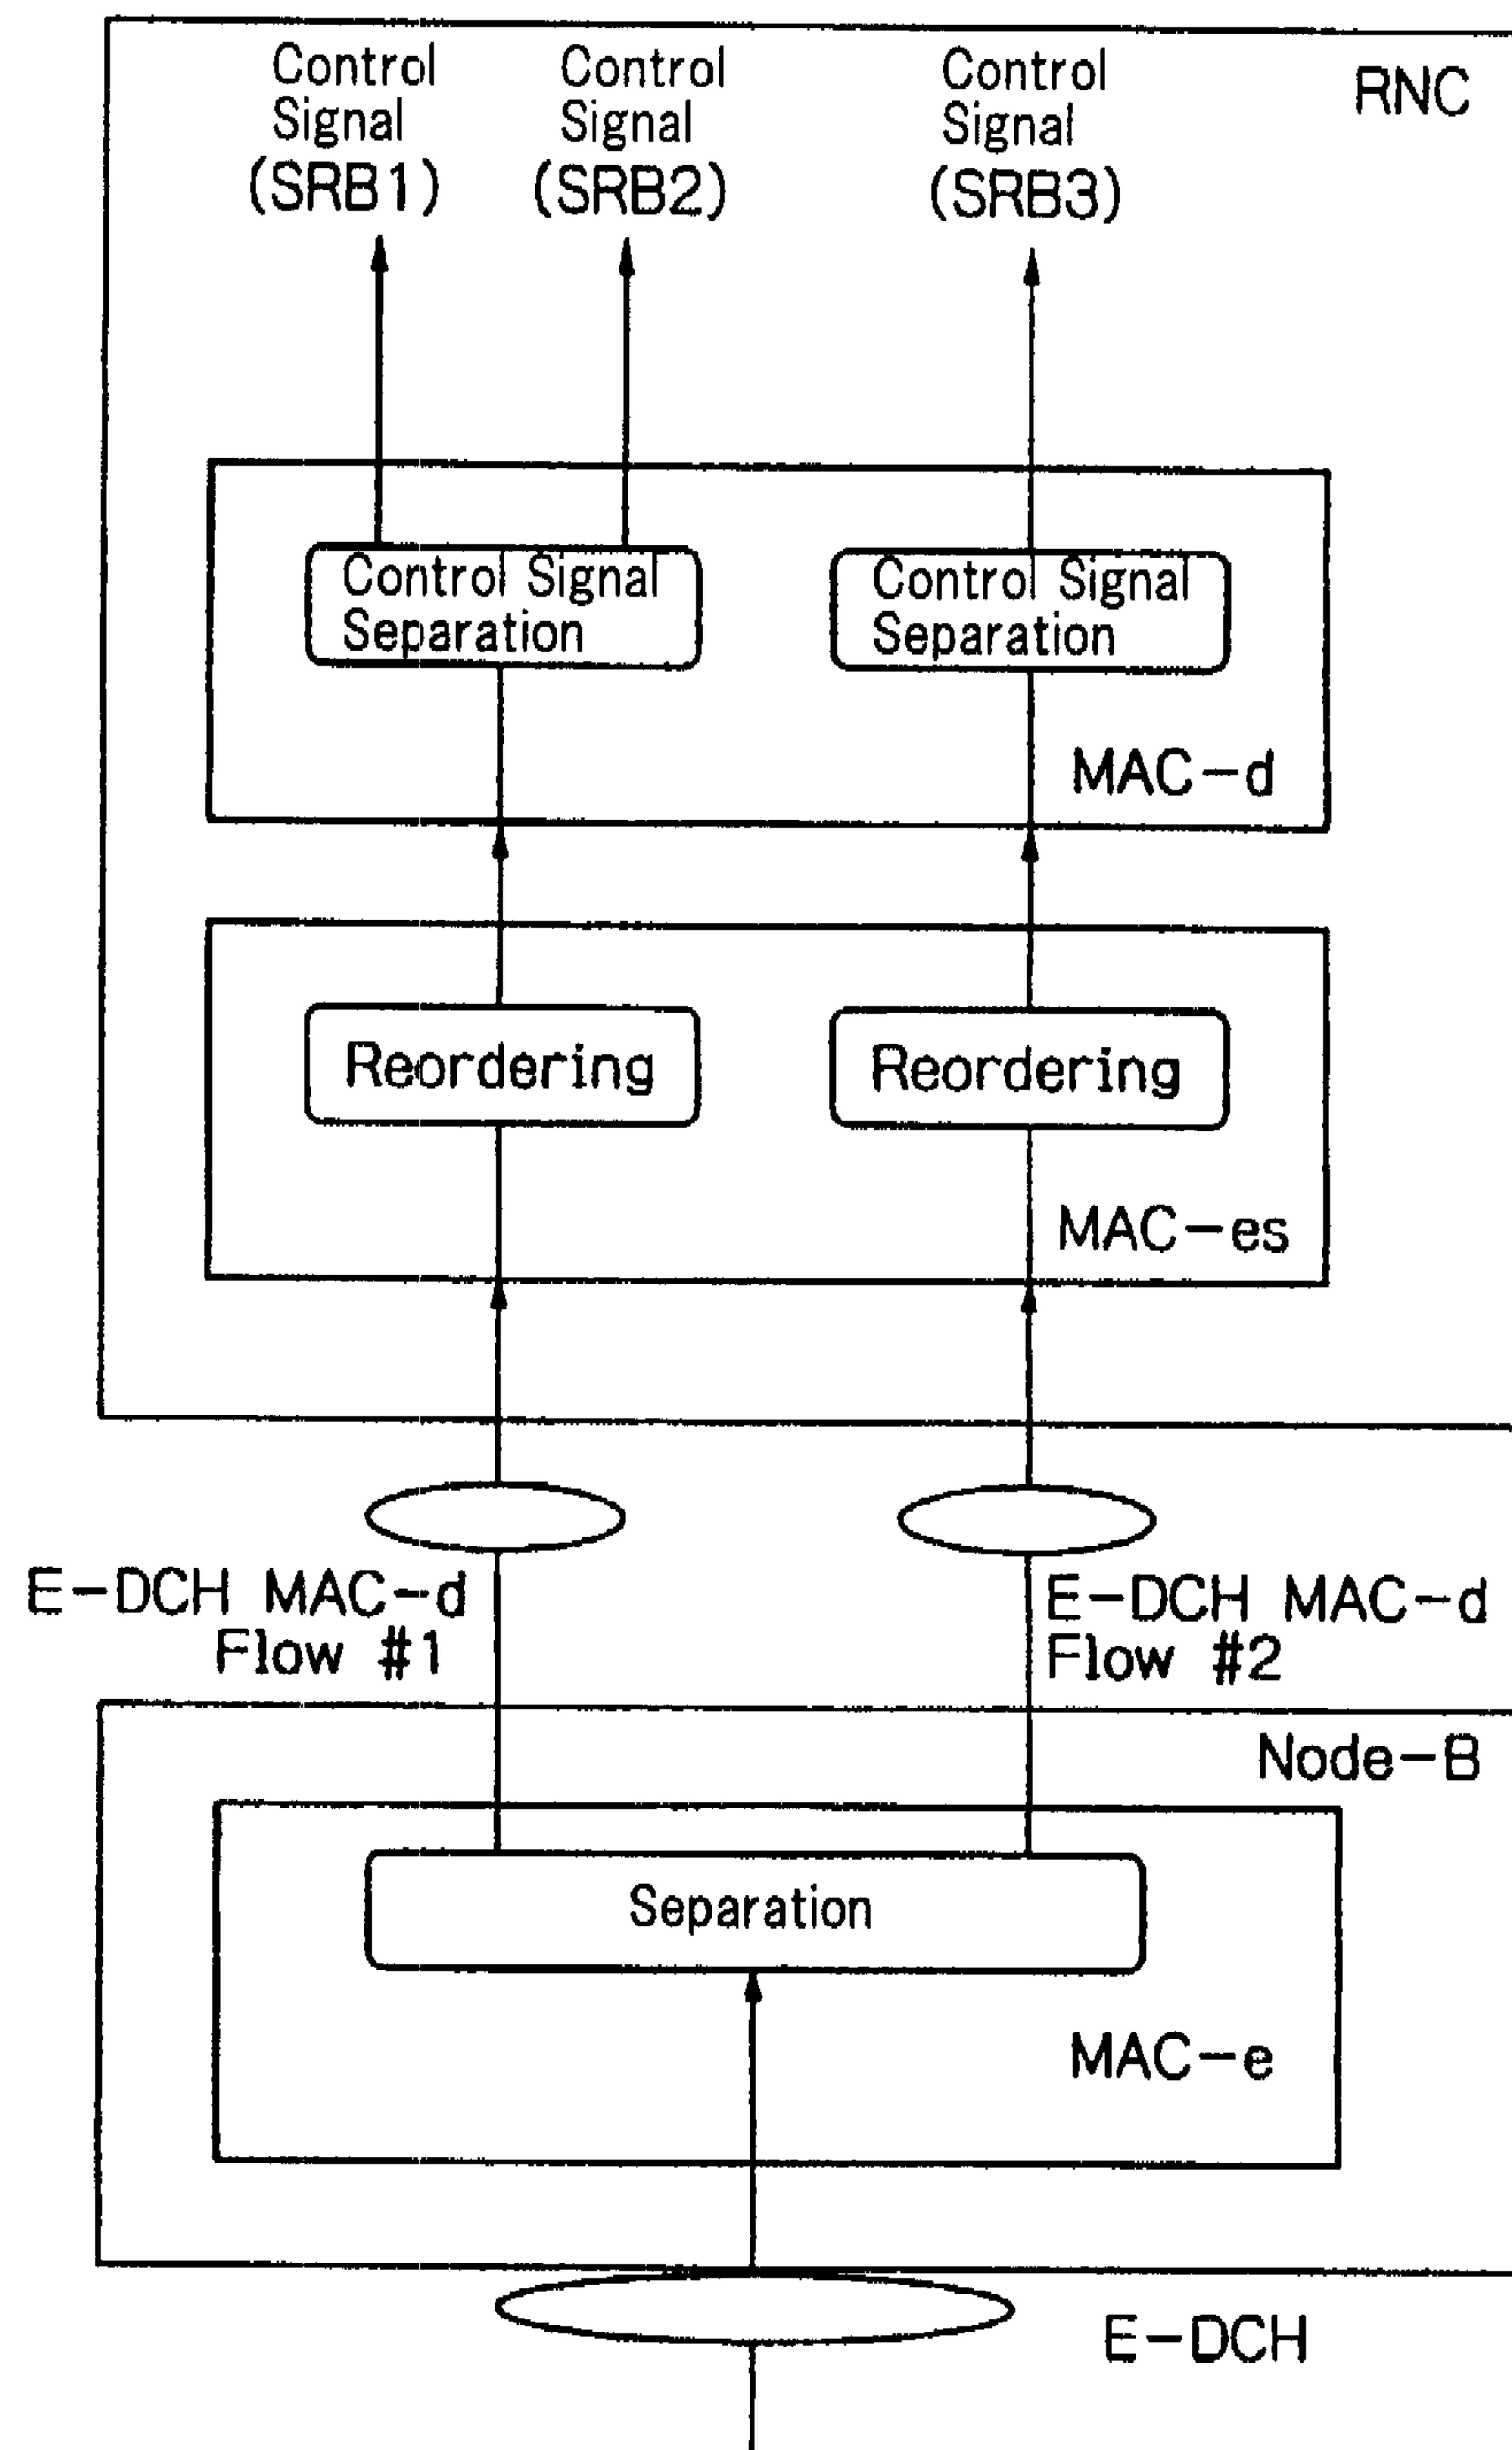 Control
Signal
(SRB1)
Control
Signal
(SRB2)
Control
Signal
(SRB3)
RNC
Control Signal
Separation
Control Signal
Separation
MAC-d
Reordering
Reordering
MAC-es
E-DCH MAC-d
Flow #1
E-DCH MAC-d
Flow #2
Node-B
Separation
MAC-e
E-DCH